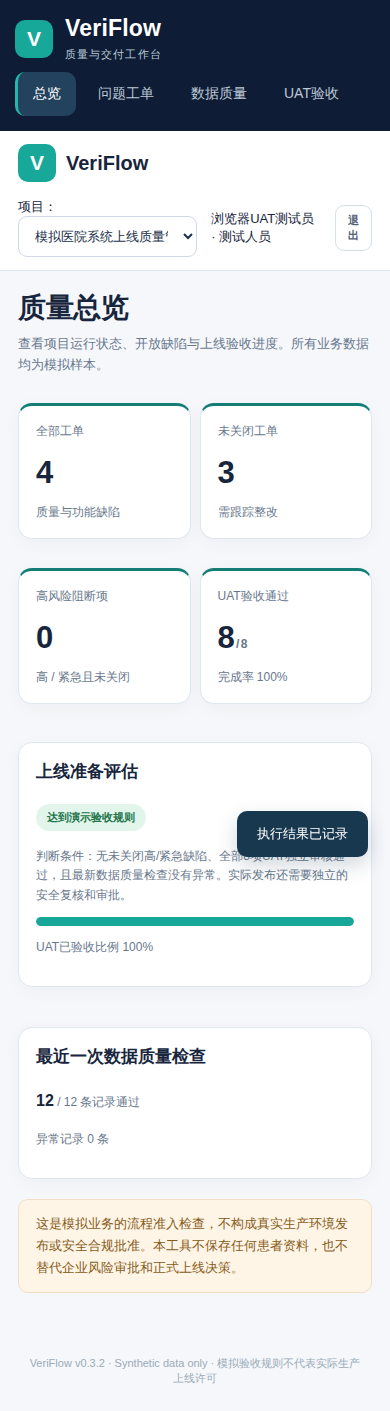 V
VeriFlow
质量与交付工作台
总览 问题工单 数据质量 UAT验收
V VeriFlow
项目：
模拟医院系统上线质量
浏览器UAT测试员
· 测试人员
退
出
质量总览
查看项目运行状态、开放缺陷与上线验收进度。所有业务数
据均为模拟样本。
全部工单
4
质量与功能缺陷
未关闭工单
3
需跟踪整改
高风险阻断项
0
高 / 紧急且未关闭
UAT验收通过
8/8
完成率 100%
上线准备评估
达到演示验收规则
执行结果已记录
判断条件：无未关闭高/紧急缺陷、全部8项UAT独立审核通
过，且最新数据质量检查没有异常。实际发布还需要独立的
安全复核和审批。
UAT已验收比例 100%
最近一次数据质量检查
12 / 12 条记录通过
异常记录 0 条
这是模拟业务的流程准入检查，不构成真实生产环境发
布或安全合规批准。本工具不保存任何患者资料，也不
替代企业风险审批和正式上线决策。
VeriFlow v0.3.2 · Synthetic data only · 模拟验收规则不代表实际生产
上线许可